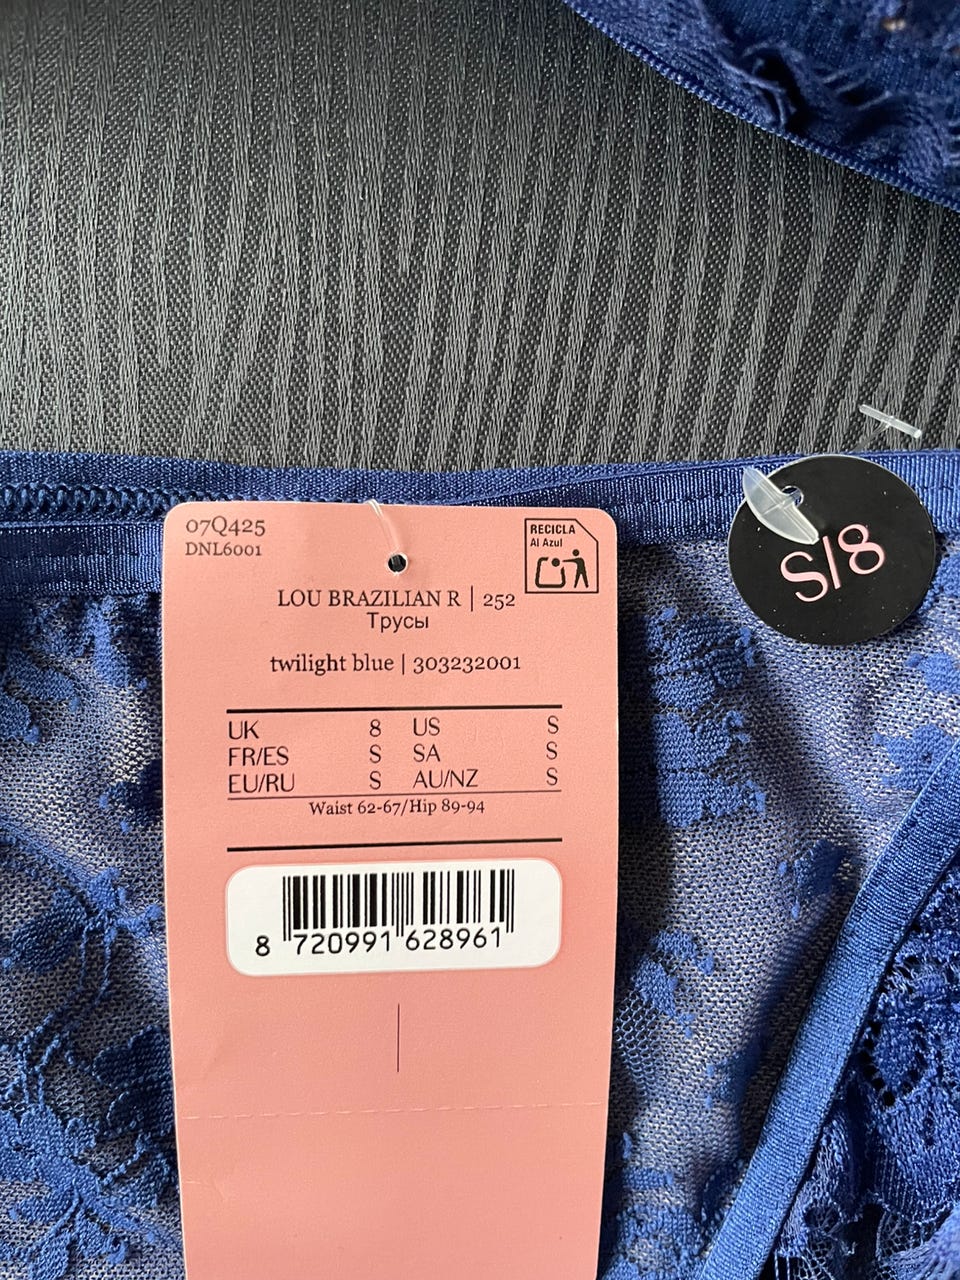 07Q425
DNL6001
RECICLA
Al Azul
LOU BRAZILIAN R | 252
Трусы
twilight blue | 303232001
UK 8 US S
FR/ES S SA S
EU/RU S AU/NZ S
Waist 62-67/Hip 89-94
8 720991 628961
S/8